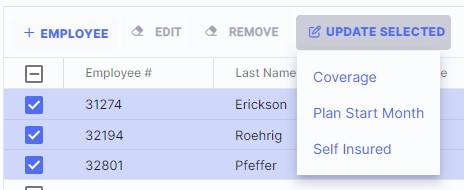 + EMPLOYEE EDIT REMOVE UPDATE SELECTED
Employee # Last Name e
Coverage
31274 Erickson
Plan Start Month
32194 Roehrig
Self Insured
32801 Pfeffer